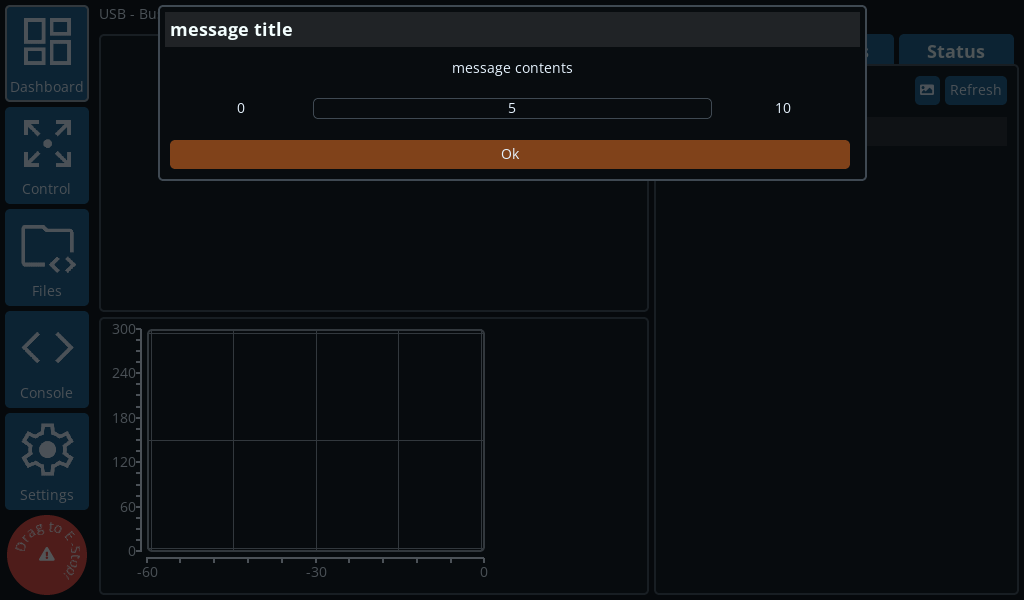 USB - Bu
message title
message contents
0
5
10
Ok
s
Status
Refresh
Dashboard
Control
Files
Console
Settings
Drag to E-Stop!
300
240
180
120
60
0
-60
-30
0